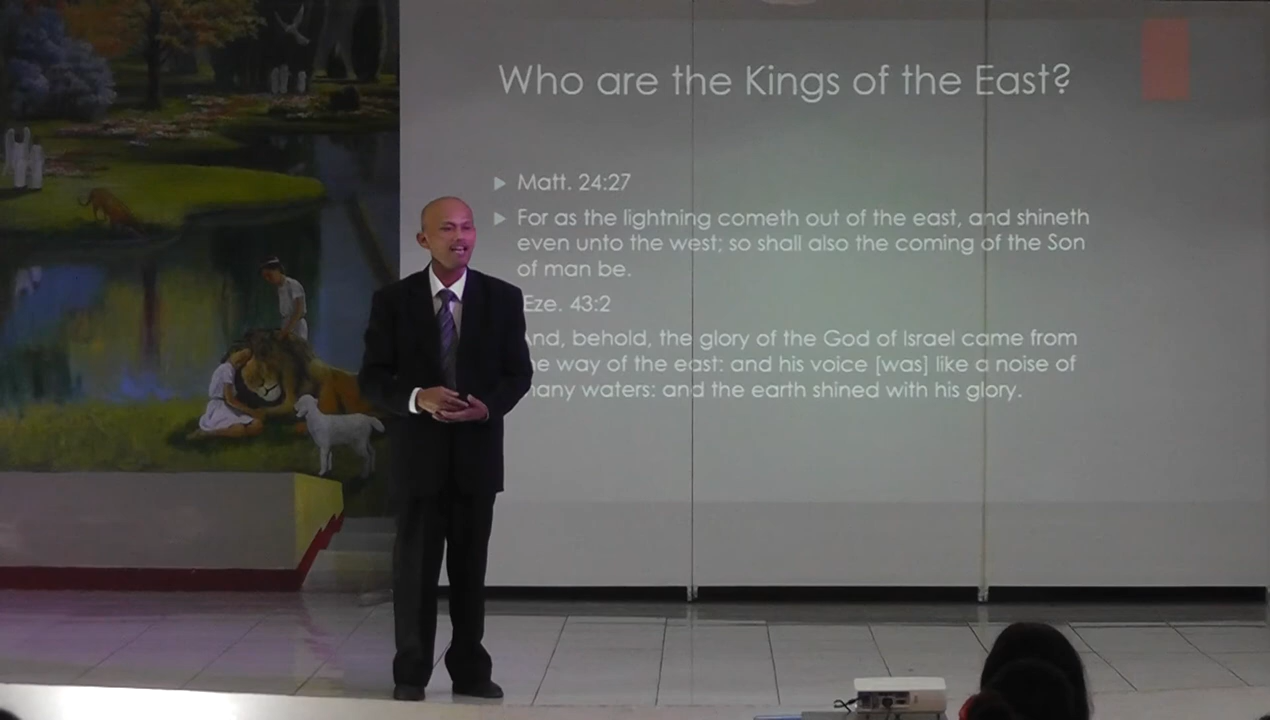 Who are the Kings of the East?
Matt. 24:27
For as the lightning cometh out of the east, and shineth
even unto the west; so shall also the coming of the Son
of man be.
Eze. 43:2
nd, behold, the glory of the God of Israel came from
e way of the east: and his voice [was] like a noise of
any waters: and the earth shined with his glory.